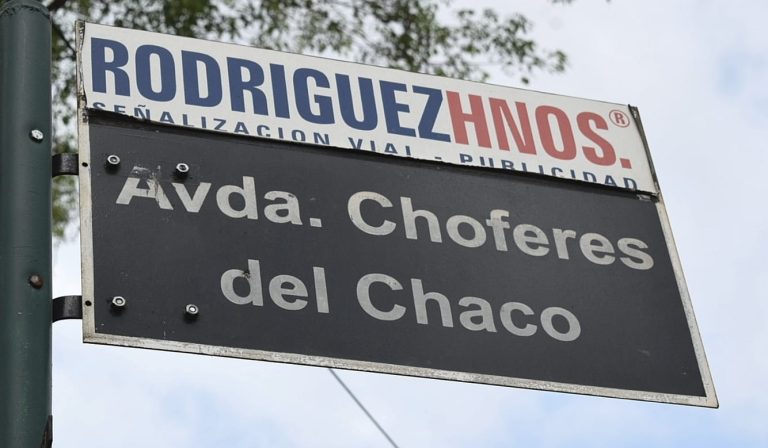 RODRIGUEZHNOS.®
SEÑALIZACION VIAL - PUBLICIDAD
Avda. Choferes
del Chaco